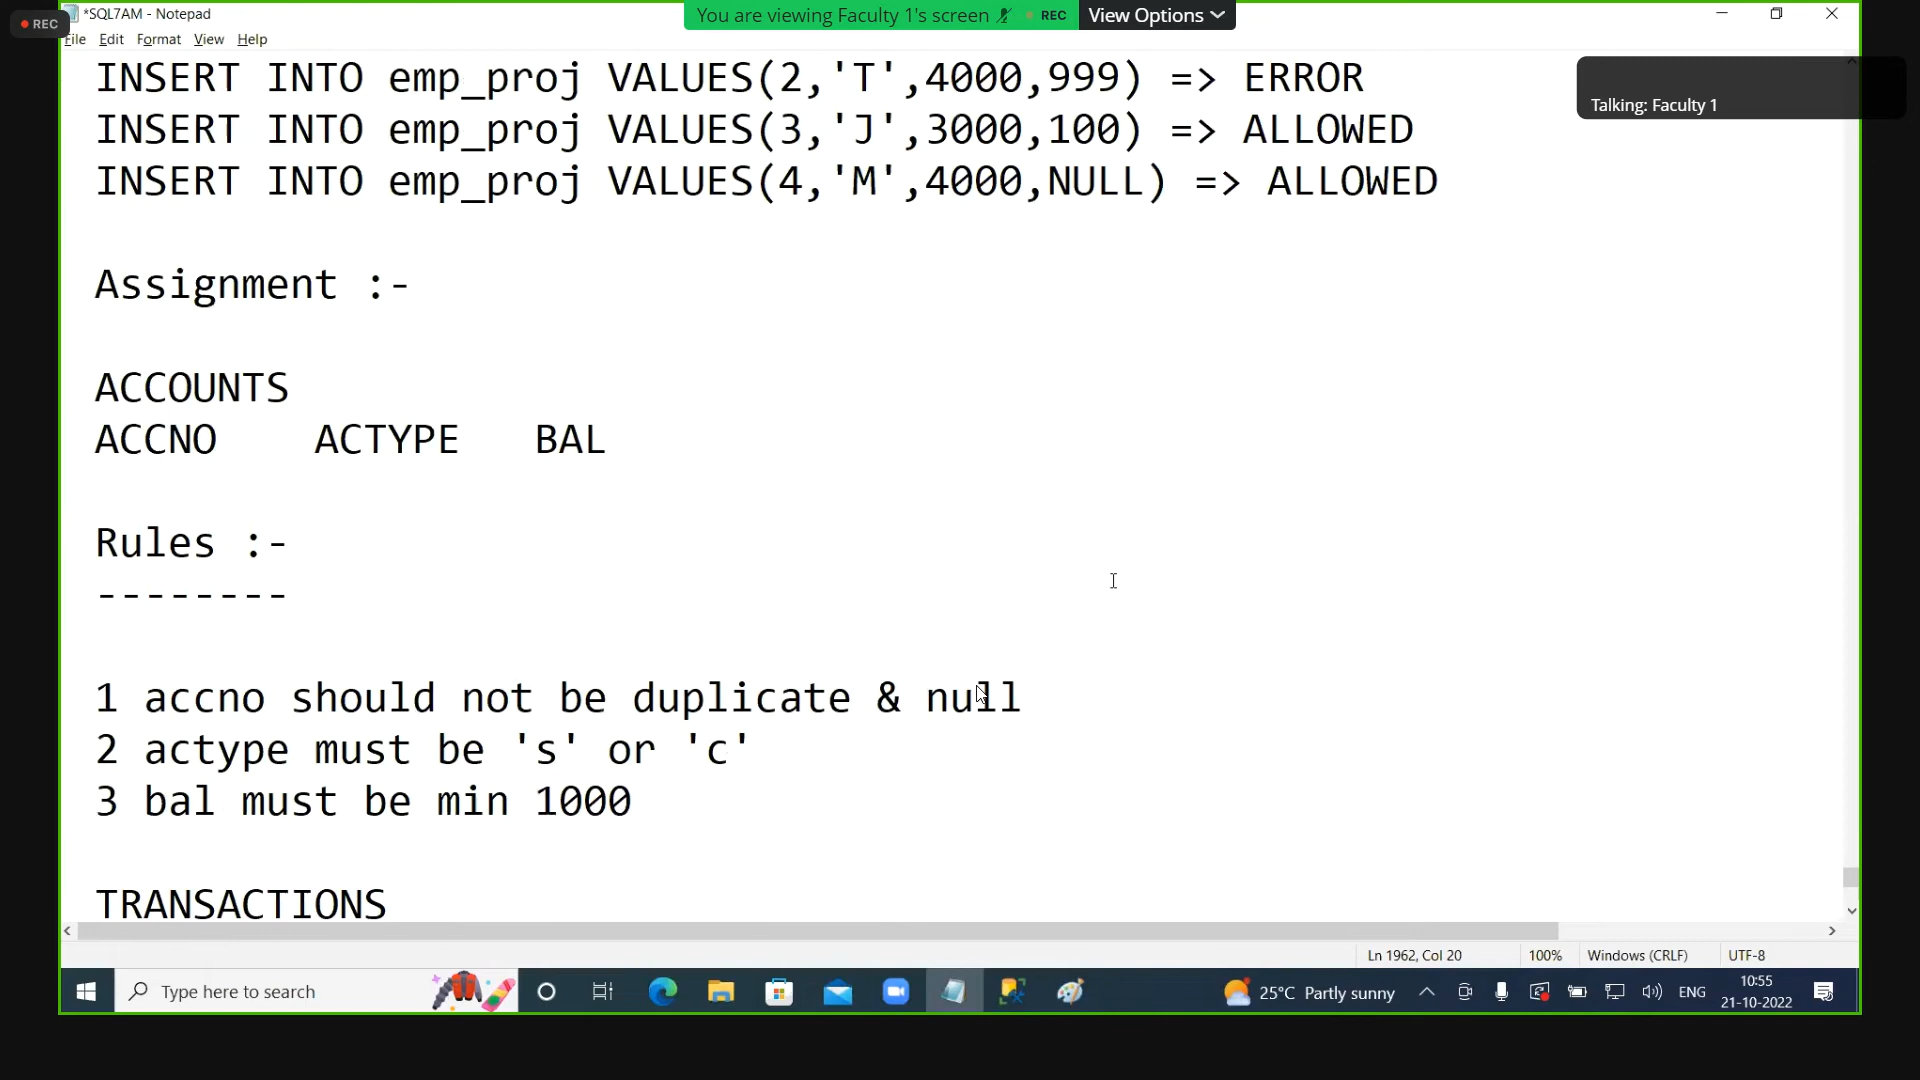 REC
*SQL7AM - Notepad
You are viewing Faculty 1's screen REC View Options
File Edit Format View Help
Talking: Faculty 1
INSERT INTO emp_proj VALUES(2,'T',4000,999) => ERROR
INSERT INTO emp_proj VALUES(3,'J',3000,100) => ALLOWED
INSERT INTO emp_proj VALUES(4,'M',4000,NULL) => ALLOWED
Assignment :-
ACCOUNTS
ACCNO ACTYPE BAL
Rules :-
--------
1 accno should not be duplicate & null
2 actype must be 's' or 'c'
3 bal must be min 1000
TRANSACTIONS
Ln 1962, Col 20 100% Windows (CRLF) UTF-8
Type here to search
25°C Partly sunny
ENG
10:55
21-10-2022